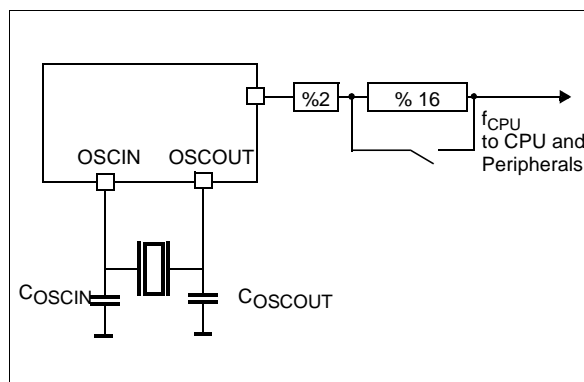 %2
% 16
OSCIN
OSCOUT
fCPU
to CPU and
Peripherals
COSCIN
COSCOUT